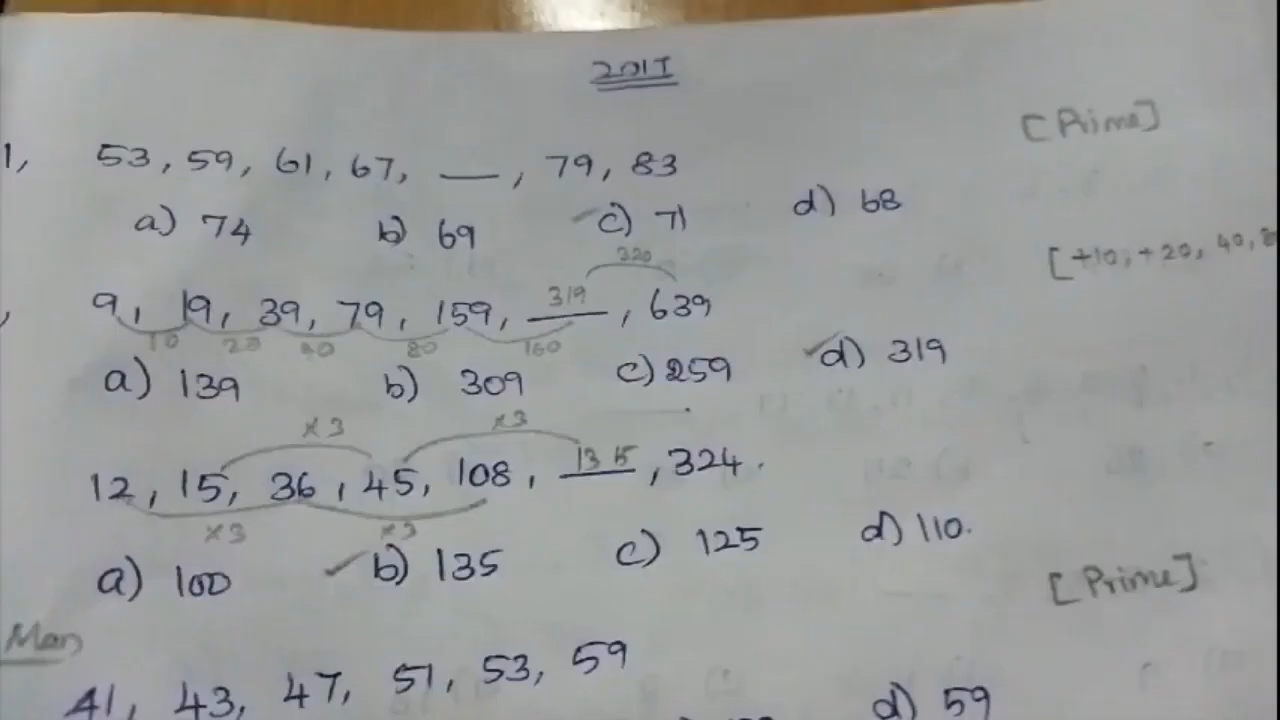 2017
[Prime]
1, 53, 59, 61, 67, __, 79, 83
a) 74 b) 69 c) 71 d) 68
320
[+10, +20, 40, 8
9, 19, 39, 79, 159, 319, 639
10 20 40 80 160
a) 139 b) 309 c) 259 d) 319
×3 ×3
12, 15, 36, 45, 108, 135, 324.
×3 ×3
a) 100 b) 135 c) 125 d) 110.
[Prime]
41, 43, 47, 51, 53, 59
d) 59